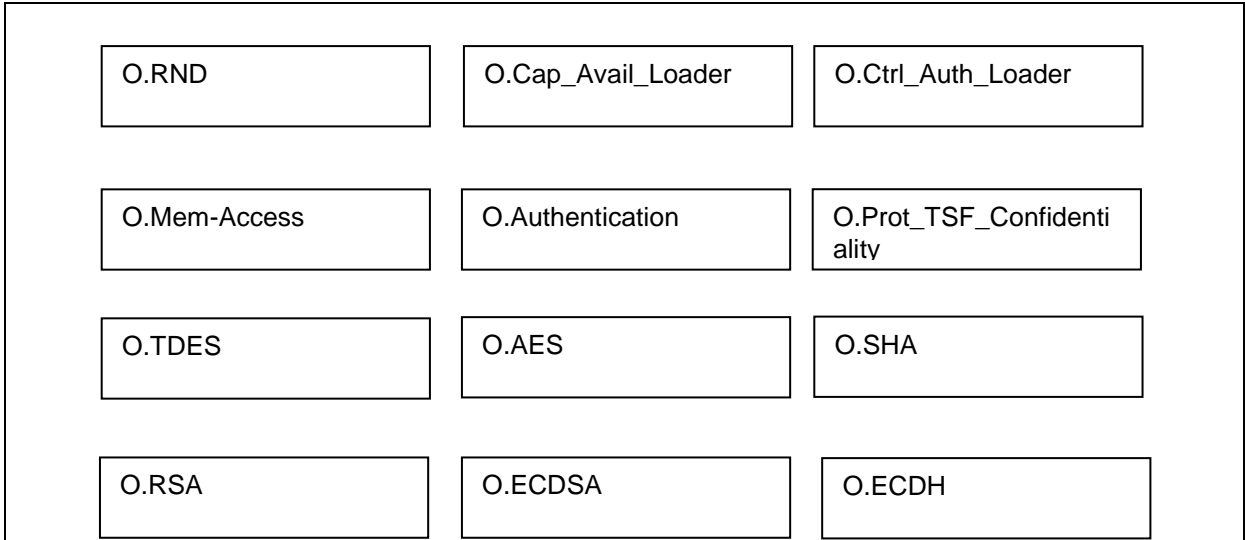 O.RND
O.Cap_Avail_Loader
O.Ctrl_Auth_Loader
O.Mem-Access
O.Authentication
O.Prot_TSF_Confidenti
ality
O.TDES
O.AES
O.SHA
O.RSA
O.ECDSA
O.ECDH